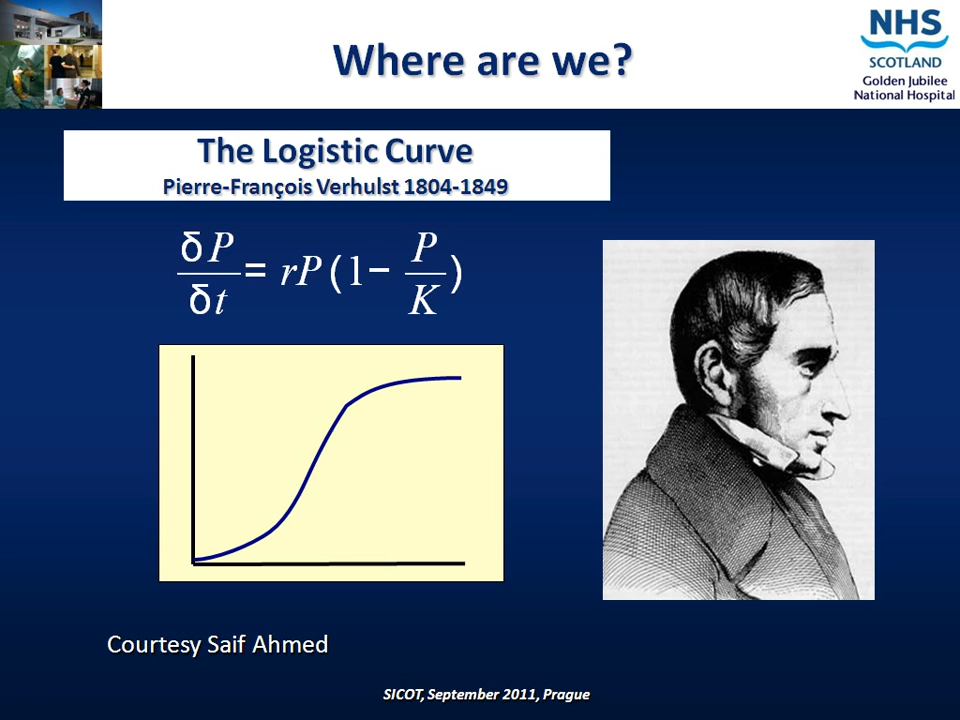 Where are we?
NHS
SCOTLAND
Golden Jubilee
National Hospital
The Logistic Curve
Pierre-François Verhulst 1804-1849
δP/δt = rP(1− P/K)
Courtesy Saif Ahmed
SICOT, September 2011, Prague